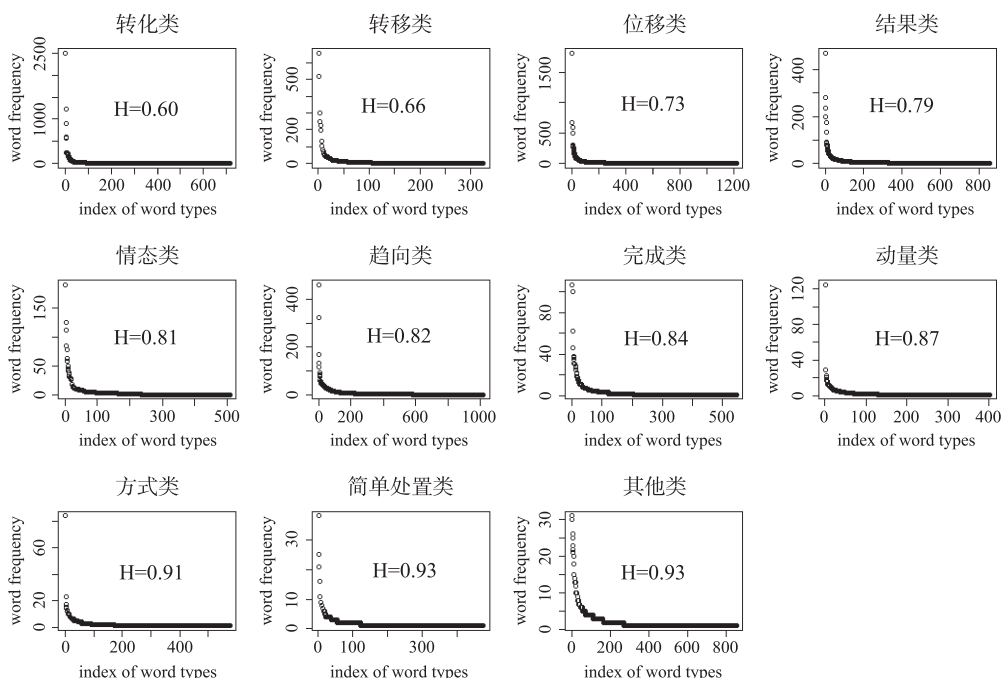 转化类
word frequency
2500
1000
0
H=0.60
0 200 400 600
index of word types
转移类
word frequency
500
200
0
H=0.66
0 100 200 300
index of word types
位移类
word frequency
1500
500
0
H=0.73
0 400 800 1200
index of word types
结果类
word frequency
400
200
0
H=0.79
0 200 400 600 800
index of word types
情态类
word frequency
150
50
0
H=0.81
0 100 300 500
index of word types
趋向类
word frequency
400
200
0
H=0.82
0 200 600 1000
index of word types
完成类
word frequency
80
40
0
H=0.84
0 100 300 500
index of word types
动量类
word frequency
120
80
40
0
H=0.87
0 100 200 300 400
index of word types
方式类
word frequency
60
20
0
H=0.91
0 200 400
index of word types
简单处置类
word frequency
30
10
0
H=0.93
0 100 300
index of word types
其他类
word frequency
30
20
10
0
H=0.93
0 200 400 600 800
index of word types